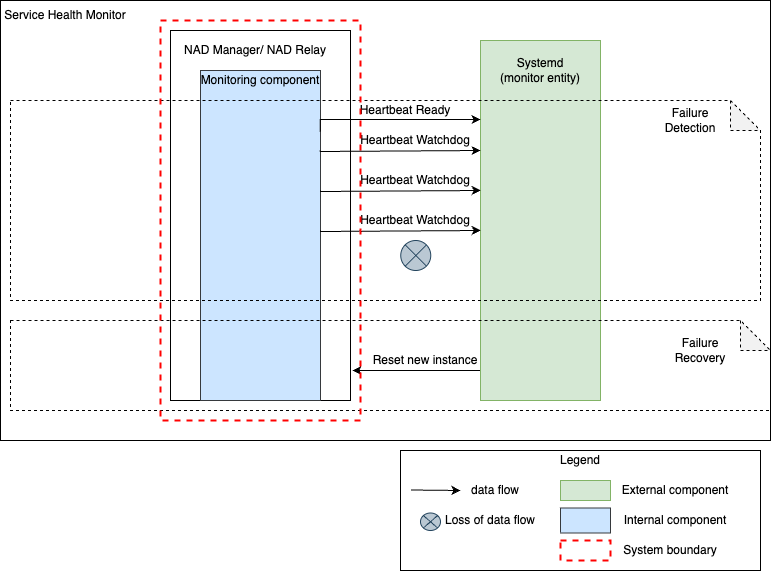 Service Health Monitor
NAD Manager/ NAD Relay
Monitoring component
Systemd
(monitor entity)
Heartbeat Ready
Failure
Detection
Heartbeat Watchdog
Heartbeat Watchdog
Heartbeat Watchdog
Failure
Recovery
Reset new instance
Legend
data flow
External component
Loss of data flow
Internal component
System boundary